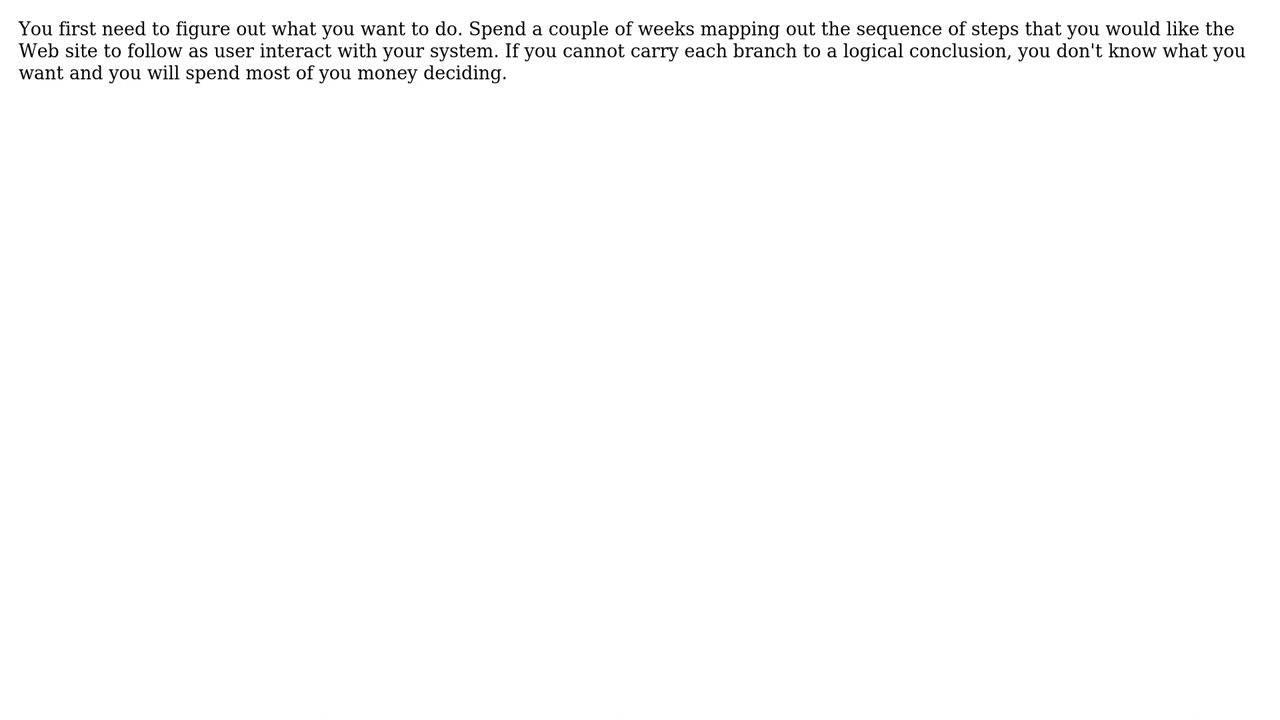 You first need to figure out what you want to do. Spend a couple of weeks mapping out the sequence of steps that you would like the
Web site to follow as user interact with your system. If you cannot carry each branch to a logical conclusion, you don't know what you
want and you will spend most of you money deciding.